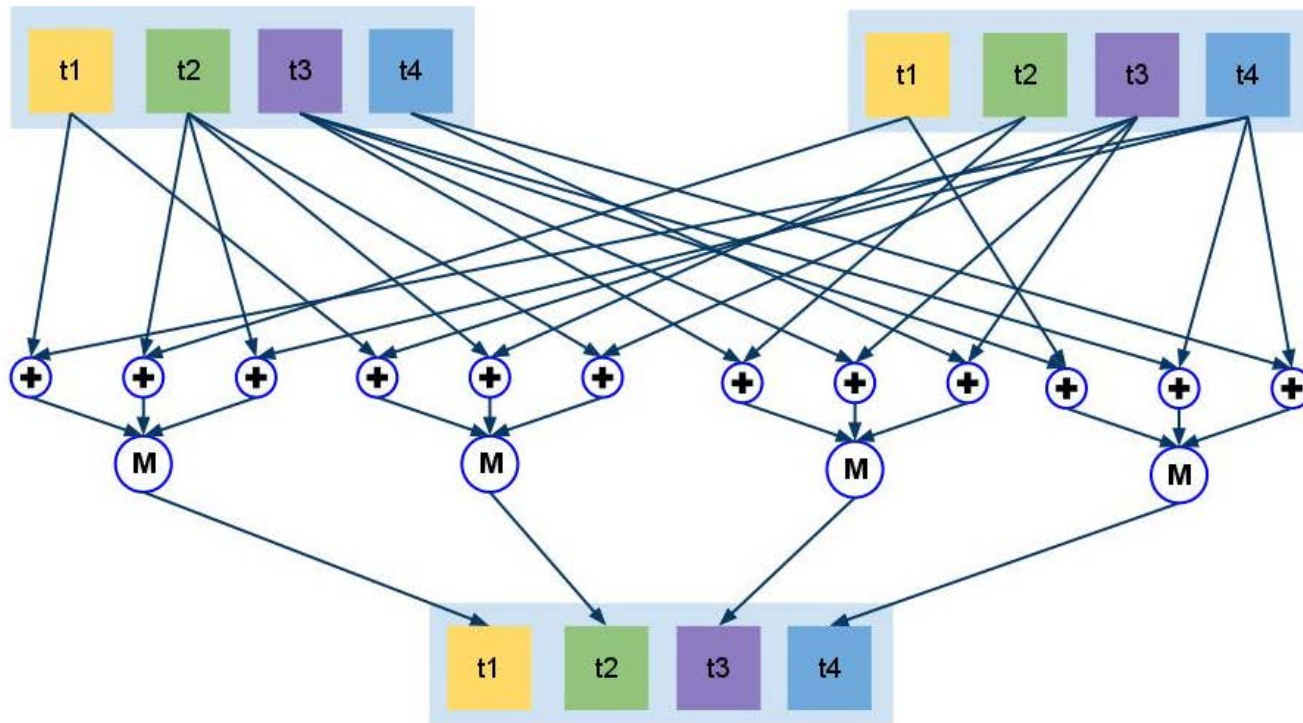 t1 t2 t3 t4 t1 t2 t3 t4
+ + + + + + + + + + + +
M M M M
t1 t2 t3 t4